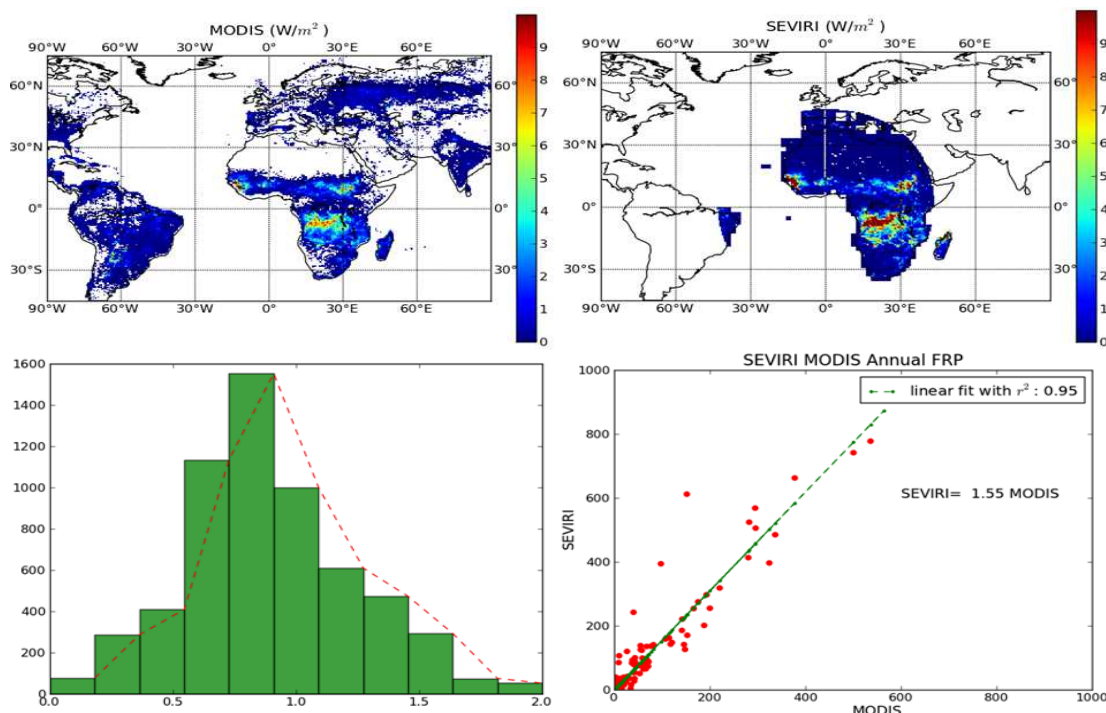 MODIS (W/m² )
90°W 60°W 30°W 0° 30°E 60°E
60°N 60°
30°N 30°
0° 0°
30°S 30°
90°W 60°W 30°W 0° 30°E 60°E
9
8
7
6
5
4
3
2
1
0
SEVIRI (W/m² )
90°W 60°W 30°W 0° 30°E 60°E
60°N 60°
30°N 30°
0° 0°
30°S 30°
90°W 60°W 30°W 0° 30°E 60°E
9
8
7
6
5
4
3
2
1
0
1600
1400
1200
1000
800
600
400
200
0
0.0 0.5 1.0 1.5 2.0
SEVIRI MODIS Annual FRP
linear fit with r² : 0.95
SEVIRI= 1.55 MODIS
SEVIRI
1000
800
600
400
200
0
0 200 400 600 800 1000
MODIS